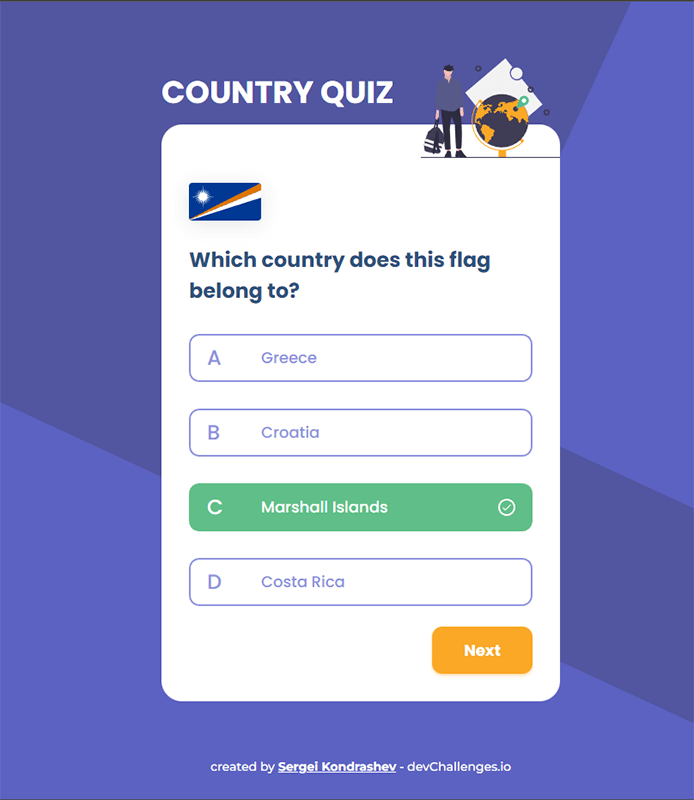 COUNTRY QUIZ
Which country does this flag
belong to?
A Greece
B Croatia
C Marshall Islands
D Costa Rica
Next
created by Sergei Kondrashev - devChallenges.io